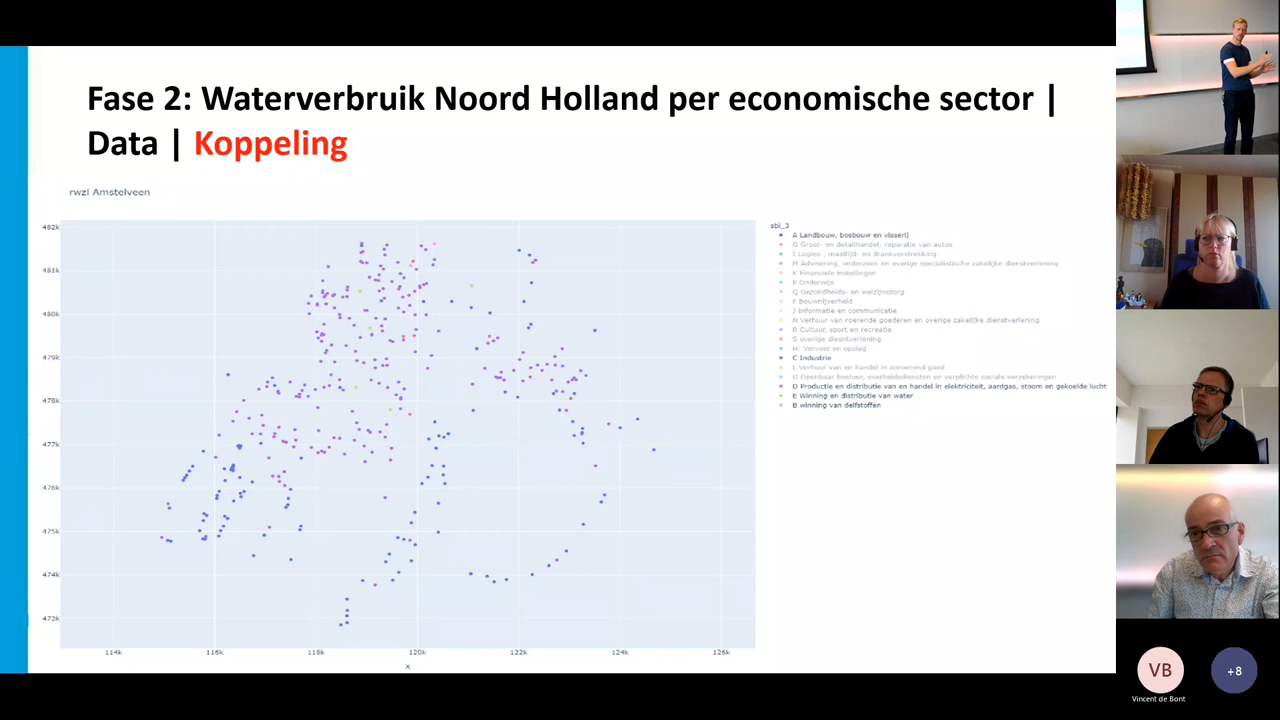 Fase 2: Waterverbruik Noord Holland per economische sector |
Data | Koppeling
rwzi Amstelveen
482k
481k
480k
479k
478k
477k
476k
475k
474k
473k
114k 116k 118k 120k 122k 124k 126k
x
sbi_3
A Landbouw, bosbouw en visserij
G Groot- en detailhandel; reparatie van autos
I Logies-, maaltijd- en drankverstrekking
M Advisering, onderzoek en overige specialistische zakelijke dienstverlening
K Financiele instellingen
P Onderwijs
Q Gezondheids- en welzijnszorg
F Bouwnijverheid
J Informatie en communicatie
N Verhuur van roerende goederen en overige zakelijke dienstverlening
R Cultuur, sport en recreatie
S overige diesntverlening
H: Vervoer en opslag
C Industrie
L Verhuur van en handel in onroerend goed
O Openbaar bestuur, overheidsdiensten en verplichte sociale verzekeringen
D Productie en distributie van en handel in elektriciteit, aardgas, stoom en gekoelde lucht
E Winning en distributie van water
B winning van delfstoffen
VB
Vincent de Bont
+8